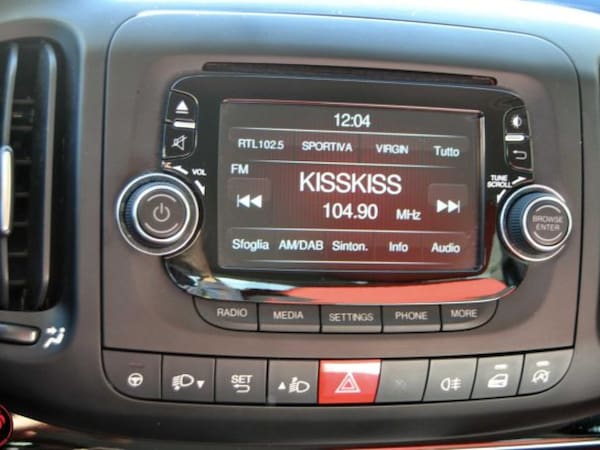 12:04
RTL102.5 SPORTIVA VIRGIN Tutto
VOL
FM
KISSKISS
TUNE
SCROLL
104.90 MHz
BROWSE
ENTER
Sfoglia AM/DAB Sinton. Info Audio
RADIO MEDIA SETTINGS PHONE MORE
SET